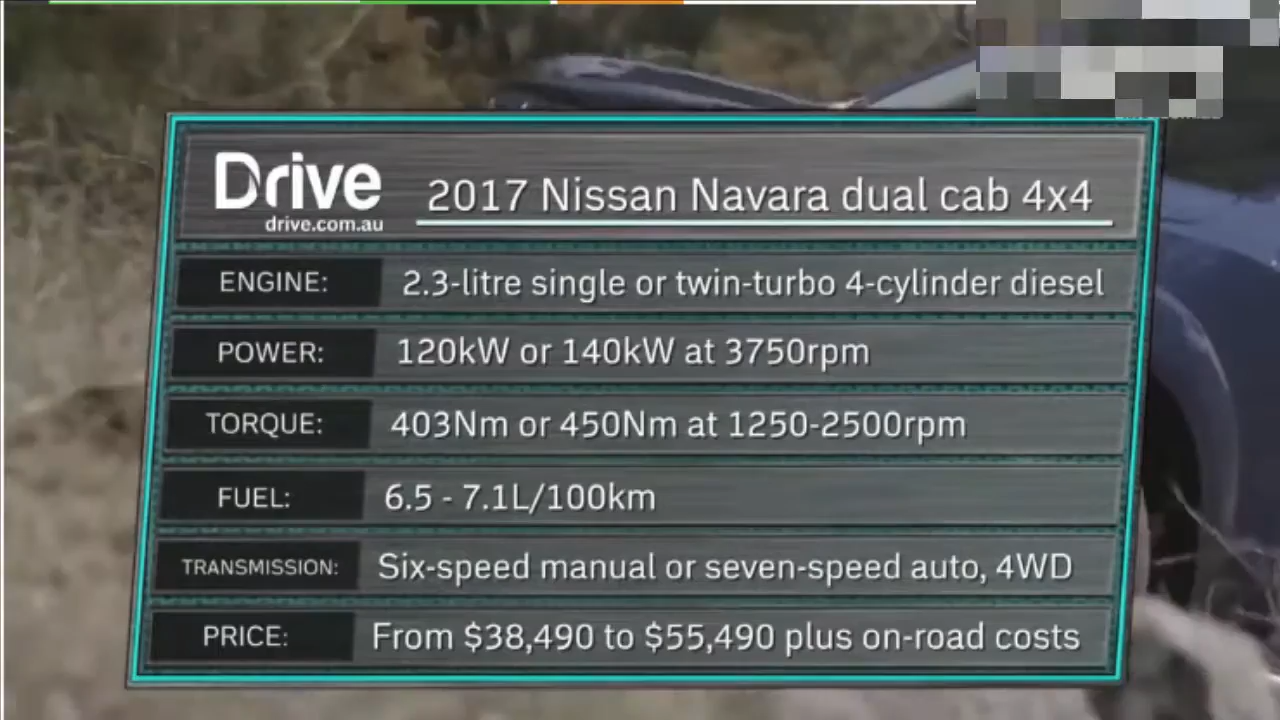 Drive
drive.com.au
2017 Nissan Navara dual cab 4x4
ENGINE: 2.3-litre single or twin-turbo 4-cylinder diesel
POWER: 120kW or 140kW at 3750rpm
TORQUE: 403Nm or 450Nm at 1250-2500rpm
FUEL: 6.5 - 7.1L/100km
TRANSMISSION: Six-speed manual or seven-speed auto, 4WD
PRICE: From $38,490 to $55,490 plus on-road costs